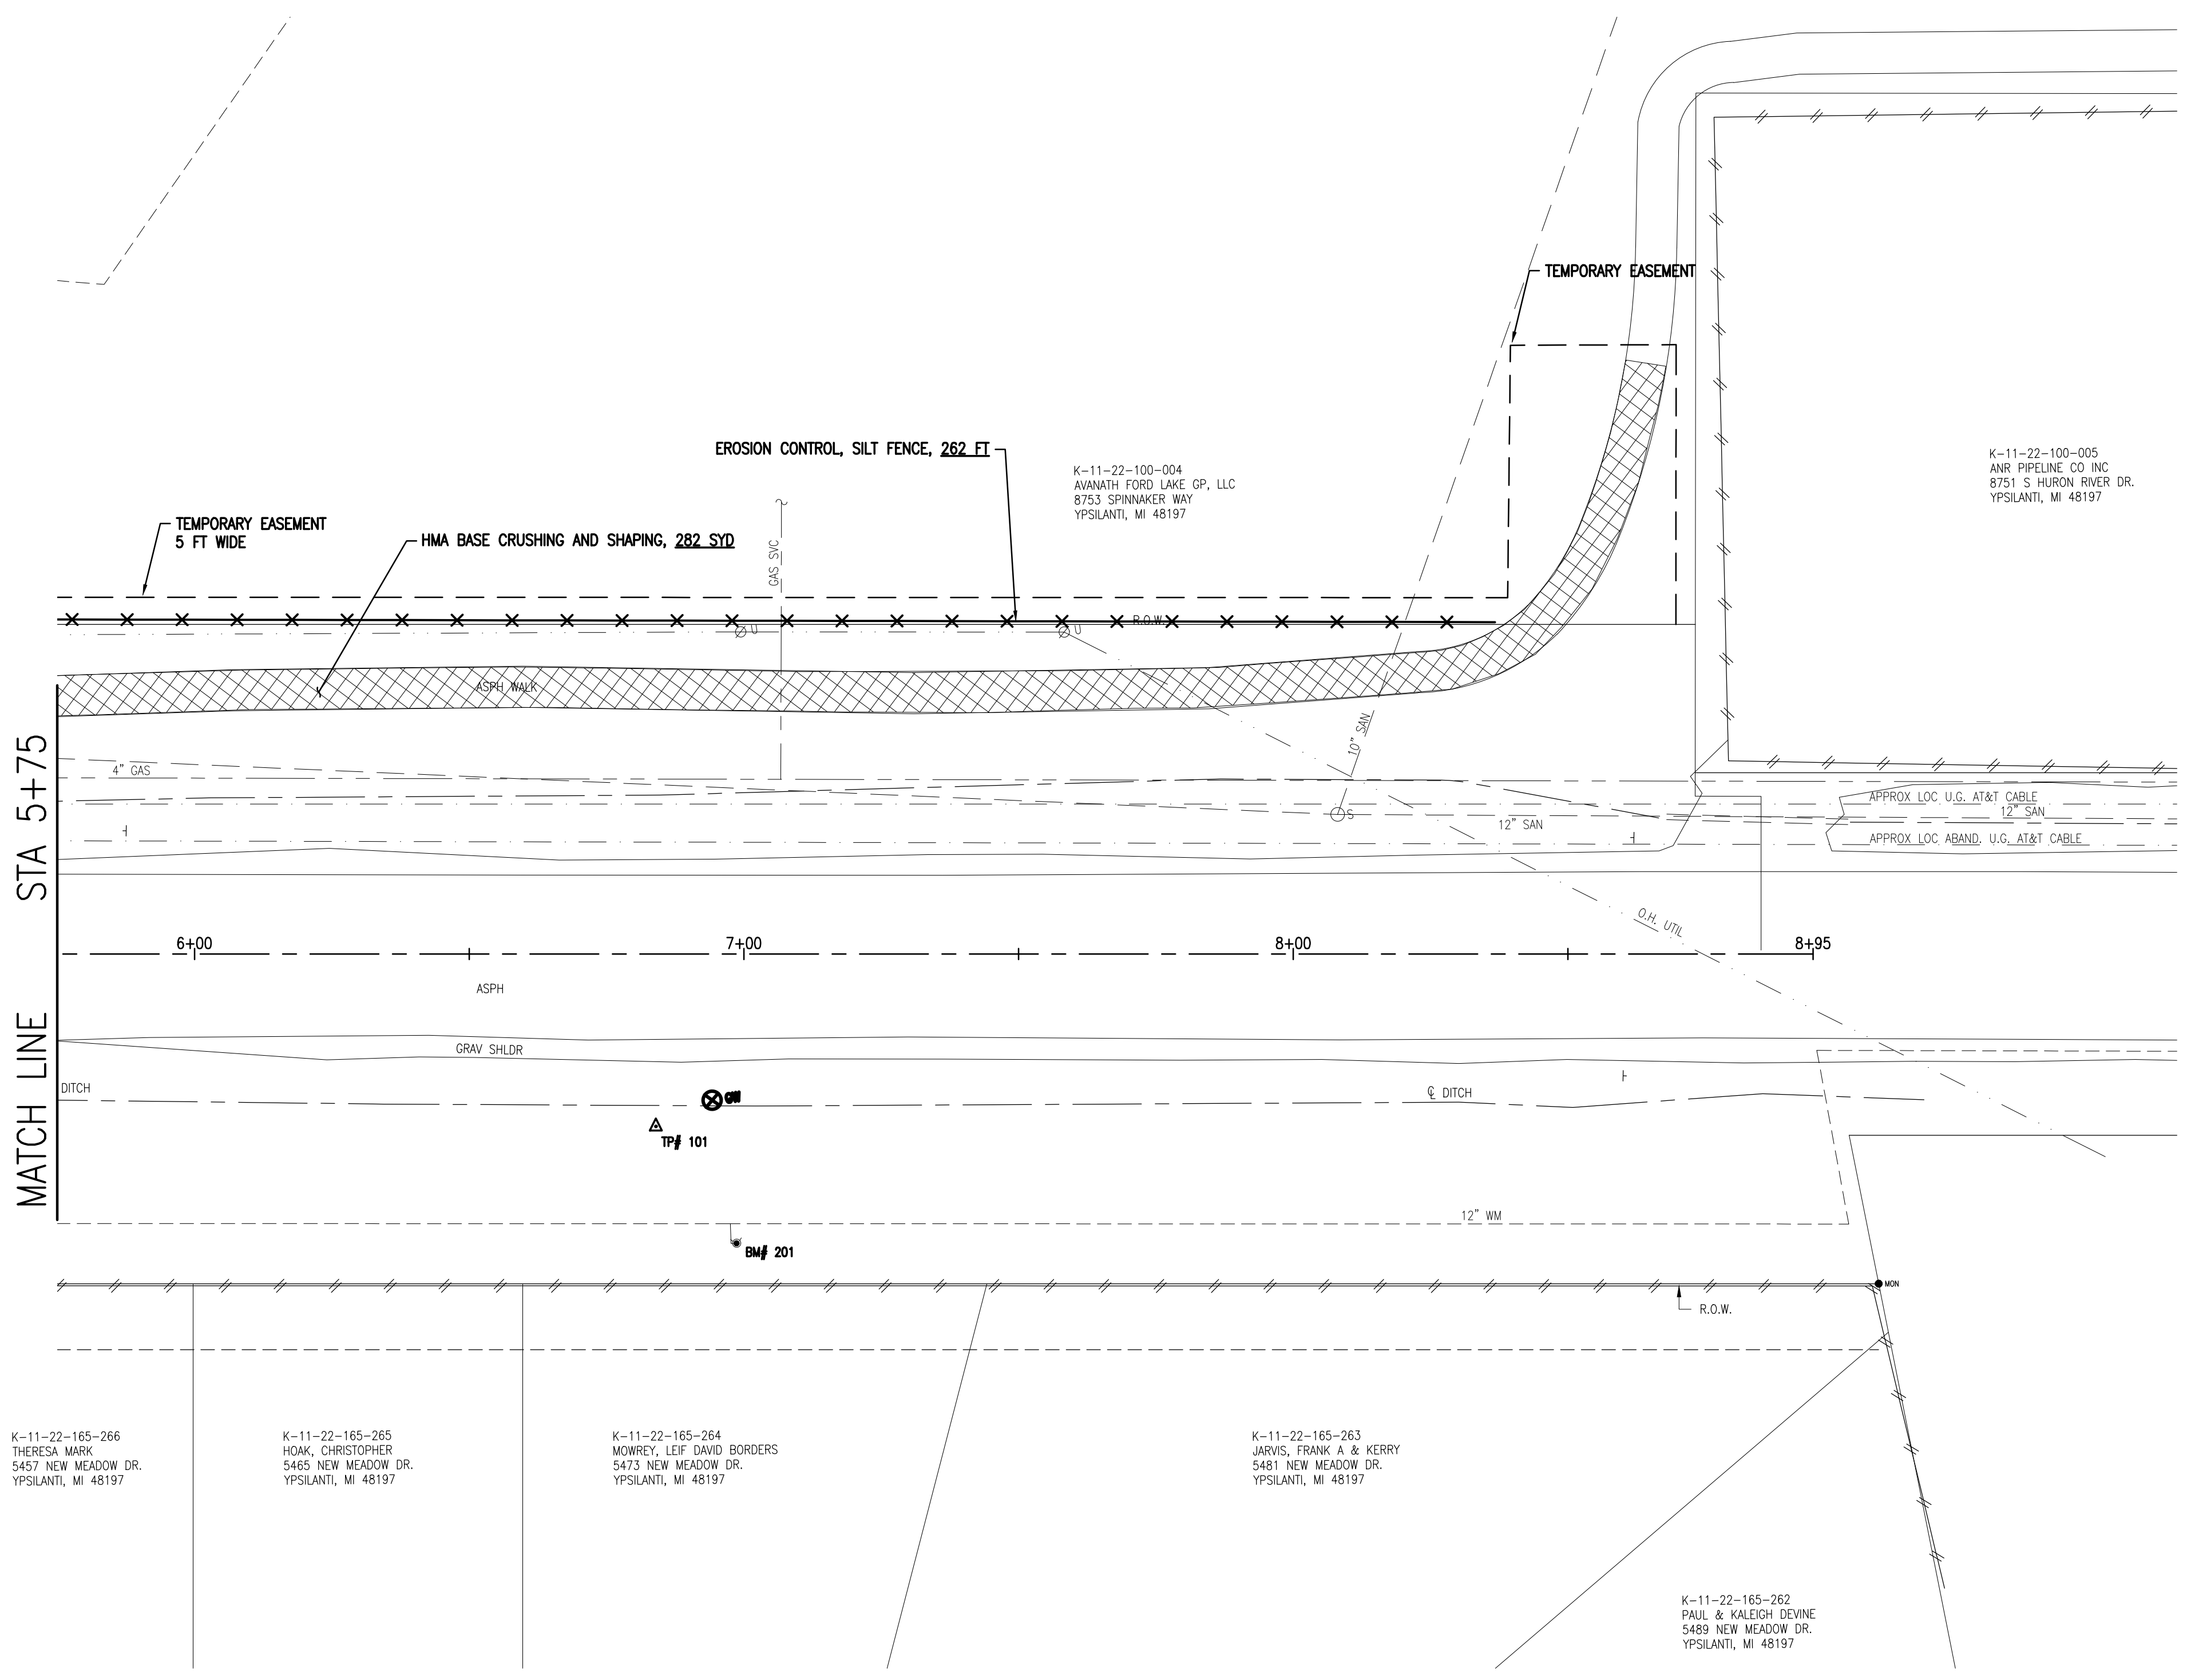 TEMPORARY EASEMENT
EROSION CONTROL, SILT FENCE, 262 FT
K-11-22-100-004
AVANATH FORD LAKE GP, LLC
8753 SPINNAKER WAY
YPSILANTI, MI 48197
K-11-22-100-005
ANR PIPELINE CO INC
8751 S HURON RIVER DR.
YPSILANTI, MI 48197
TEMPORARY EASEMENT
5 FT WIDE
HMA BASE CRUSHING AND SHAPING, 282 SYD
GAS SVC
R.O.W.
U
U
ASPH WALK
10" SAN
4" GAS
S
12" SAN
APPROX LOC U.G. AT&T CABLE
12" SAN
APPROX LOC ABAND. U.G. AT&T CABLE
MATCH LINE STA 5+75
O.H. UTIL
6+00
7+00
8+00
8+95
ASPH
GRAV SHLDR
DITCH
℄ DITCH
GW
TP# 101
12" WM
BM# 201
MON
R.O.W.
K-11-22-165-266
THERESA MARK
5457 NEW MEADOW DR.
YPSILANTI, MI 48197
K-11-22-165-265
HOAK, CHRISTOPHER
5465 NEW MEADOW DR.
YPSILANTI, MI 48197
K-11-22-165-264
MOWREY, LEIF DAVID BORDERS
5473 NEW MEADOW DR.
YPSILANTI, MI 48197
K-11-22-165-263
JARVIS, FRANK A & KERRY
5481 NEW MEADOW DR.
YPSILANTI, MI 48197
K-11-22-165-262
PAUL & KALEIGH DEVINE
5489 NEW MEADOW DR.
YPSILANTI, MI 48197